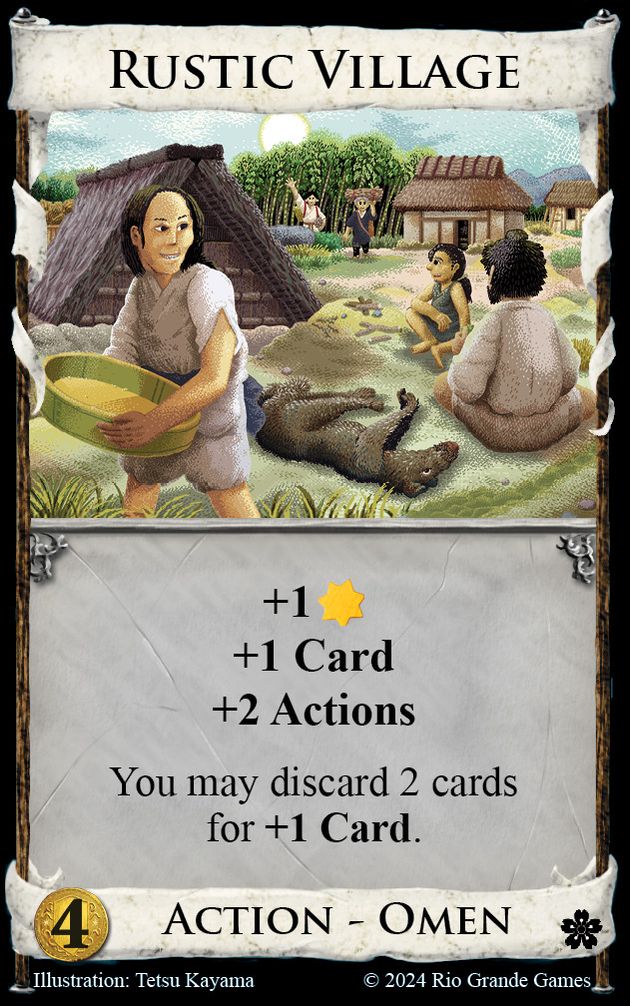 Rustic Village
+1
+1 Card
+2 Actions
You may discard 2 cards
for +1 Card.
4
Action - Omen
Illustration: Tetsu Kayama
© 2024 Rio Grande Games